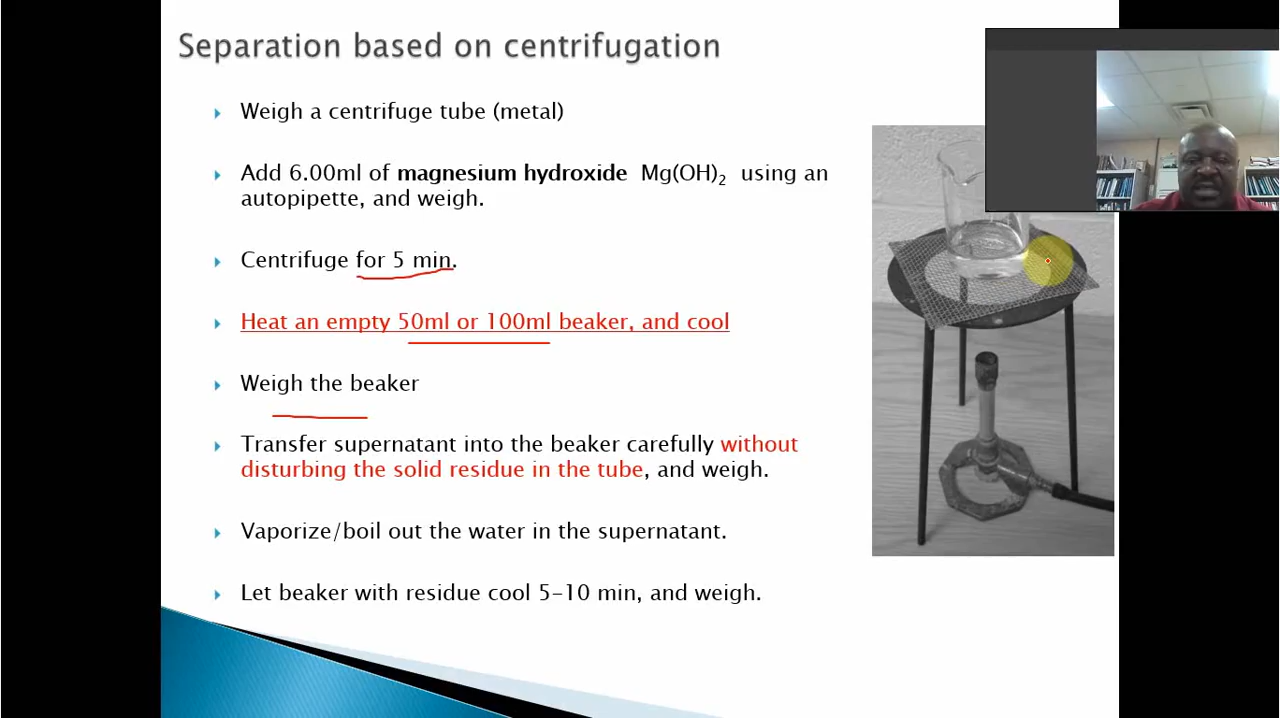 Separation based on centrifugation
Weigh a centrifuge tube (metal)
Add 6.00ml of magnesium hydroxide Mg(OH)₂ using an
autopipette, and weigh.
Centrifuge for 5 min.
Heat an empty 50ml or 100ml beaker, and cool
Weigh the beaker
Transfer supernatant into the beaker carefully without
disturbing the solid residue in the tube, and weigh.
Vaporize/boil out the water in the supernatant.
Let beaker with residue cool 5-10 min, and weigh.